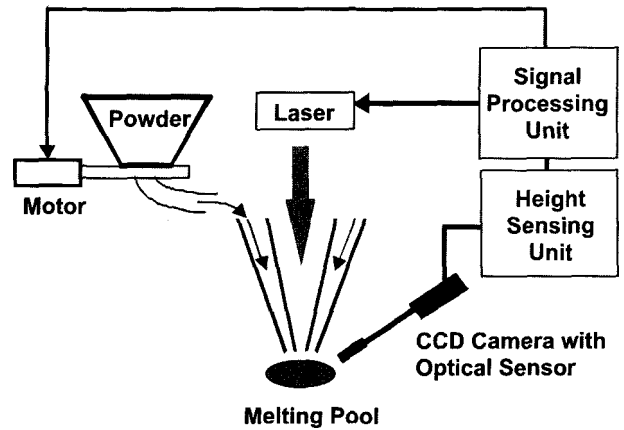 Signal
Processing
Unit
Powder
Laser
Motor
Height
Sensing
Unit
CCD Camera with
Optical Sensor
Melting Pool